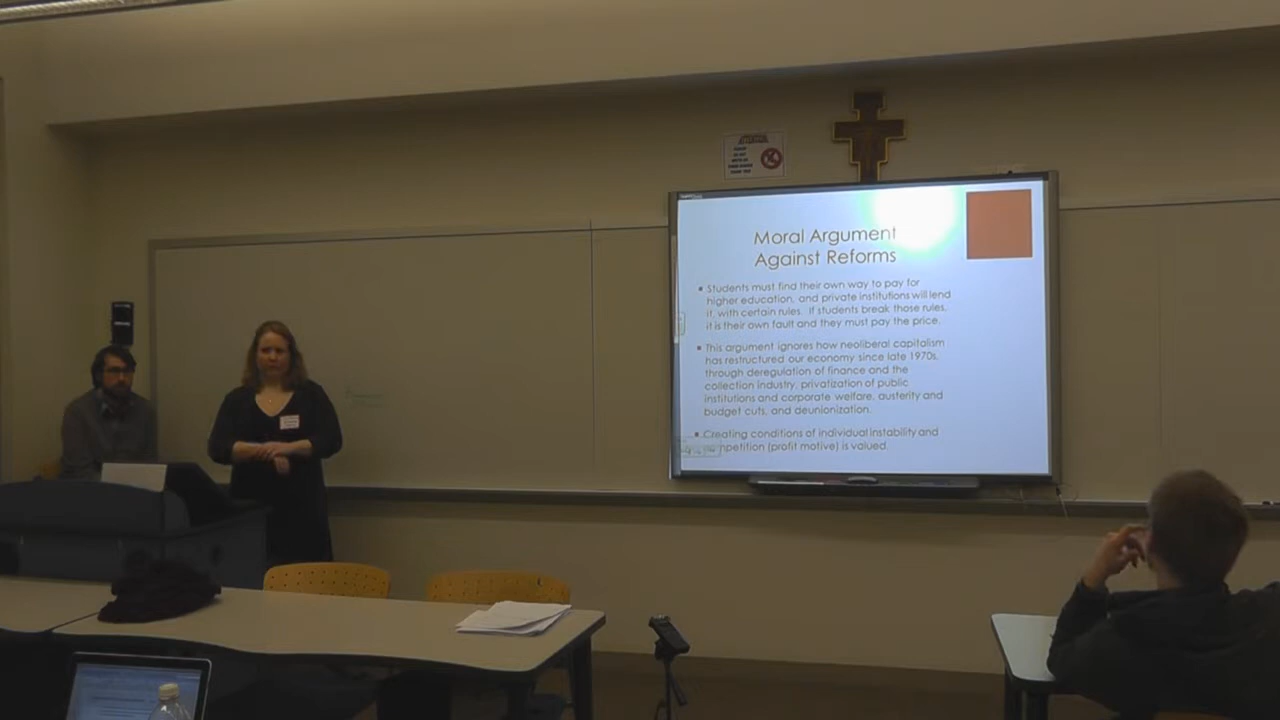 ATTENTION
Moral Argument
Against Reforms
Students must find their own way to pay for
higher education, and private institutions will lend
it, with certain rules. If students break those rules,
it is their own fault and they must pay the price.
This argument ignores how neoliberal capitalism
has restructured our economy since late 1970s,
through deregulation of finance and the
collection industry, privatization of public
institutions and corporate welfare, austerity and
budget cuts, and deunionization.
Creating conditions of individual instability and
competition (profit motive) is valued.